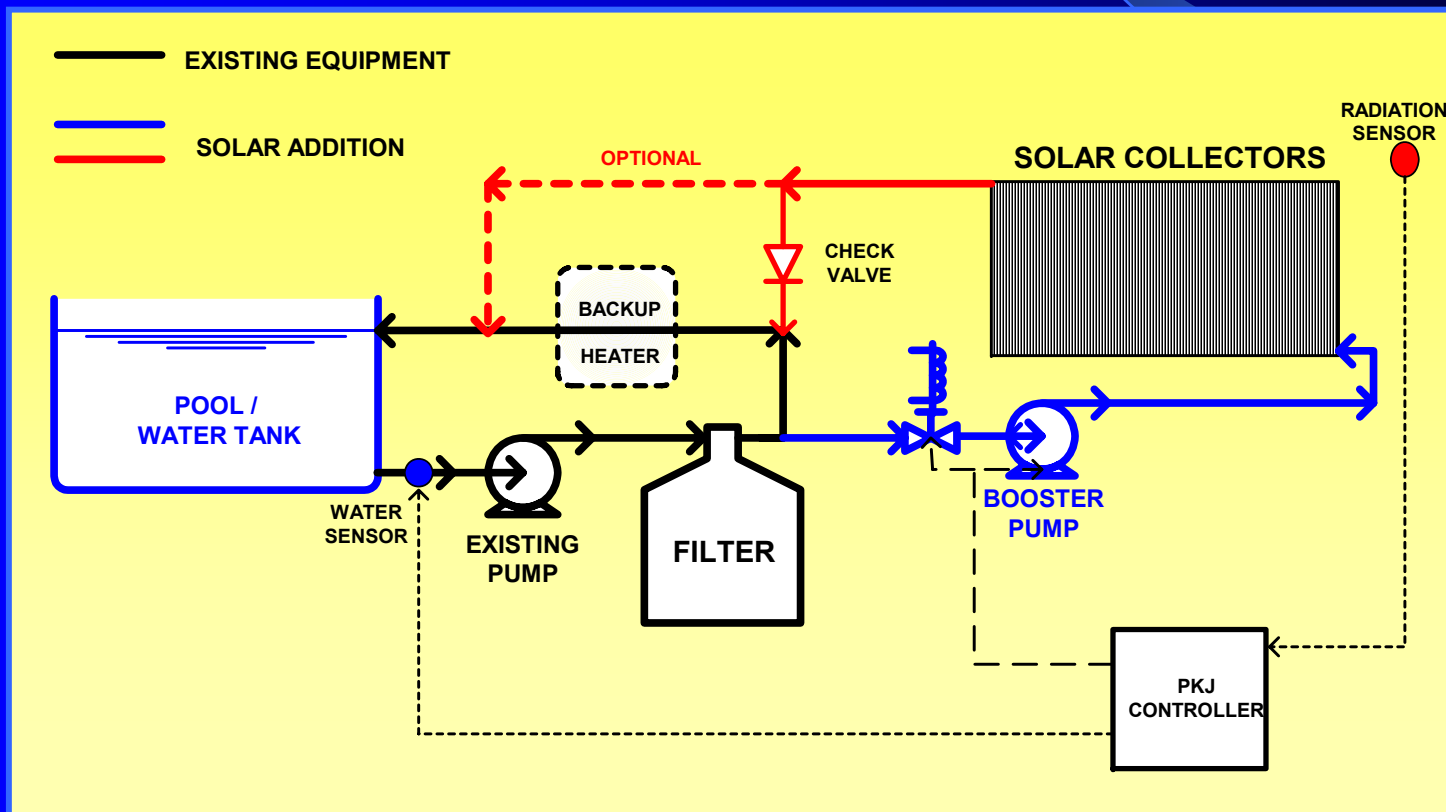 EXISTING EQUIPMENT
SOLAR ADDITION
OPTIONAL
SOLAR COLLECTORS
RADIATION
SENSOR
CHECK
VALVE
BACKUP
HEATER
POOL /
WATER TANK
WATER
SENSOR
EXISTING
PUMP
FILTER
BOOSTER
PUMP
PKJ
CONTROLLER